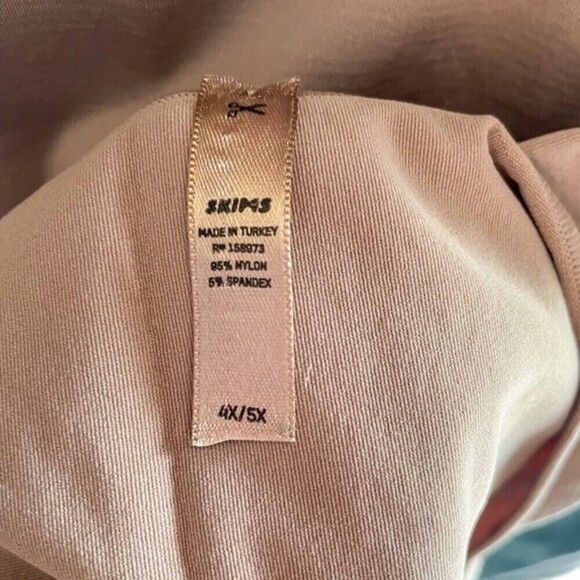 SKIMS
MADE IN TURKEY
RN 158973
95% NYLON
5% SPANDEX
4X/5X